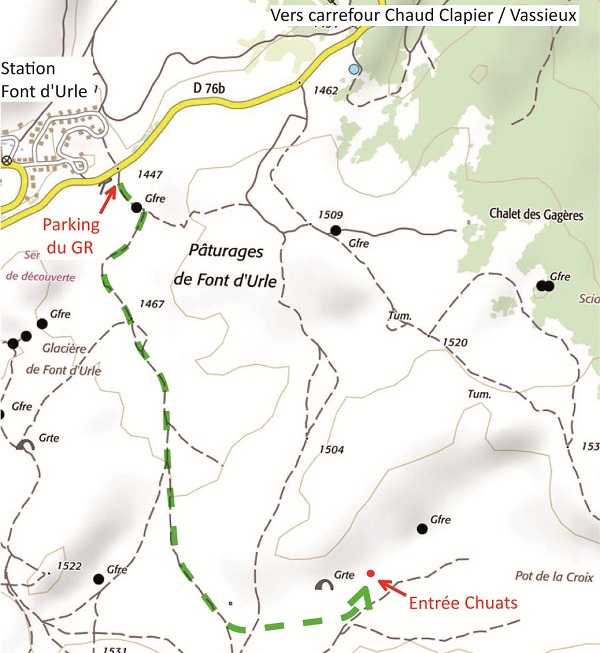 Vers carrefour Chaud Clapier / Vassieux
Station
Font d'Urle
D 76b
1462
1447
Gfre
Parking
du GR
1509
Gfre
Chalet des Gagères
Pâturages
de Font d'Urle
Ser
de découverte
Gfre
Scia
1467
Gfre
Tum.
Glacière
de Font d'Urle
1520
Tum.
Gfre
Grte
1504
153
Gfre
1522
Gfre
Grte
Pot de la Croix
Entrée Chuats
1531